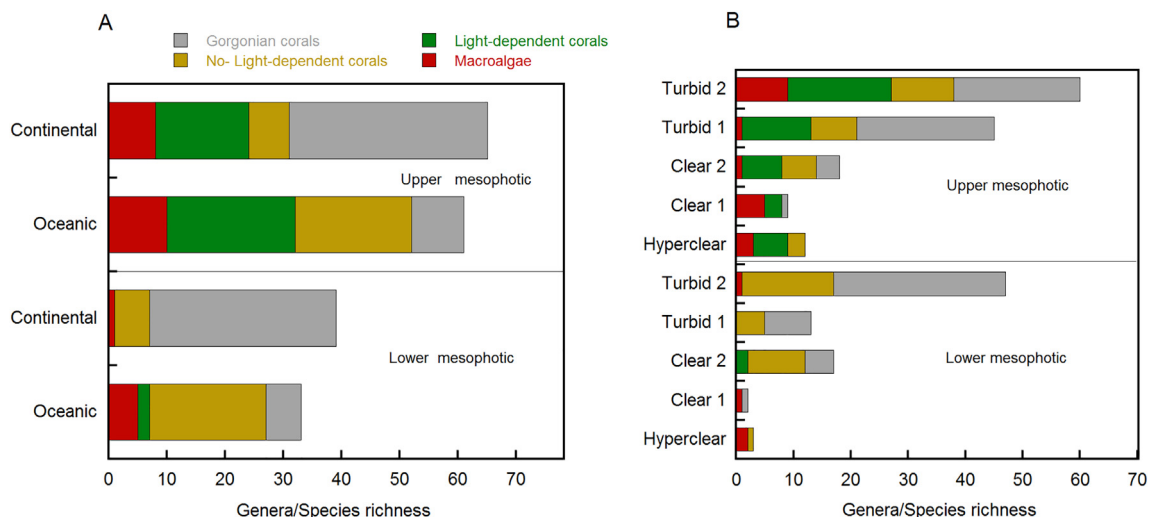 A
Gorgonian corals
Light-dependent corals
No- Light-dependent corals
Macroalgae
Continental
Upper mesophotic
Oceanic
Continental
Lower mesophotic
Oceanic
0 10 20 30 40 50 60 70
Genera/Species richness
B
Turbid 2
Turbid 1
Clear 2
Upper mesophotic
Clear 1
Hyperclear
Turbid 2
Turbid 1
Clear 2
Lower mesophotic
Clear 1
Hyperclear
0 10 20 30 40 50 60 70
Genera/Species richness